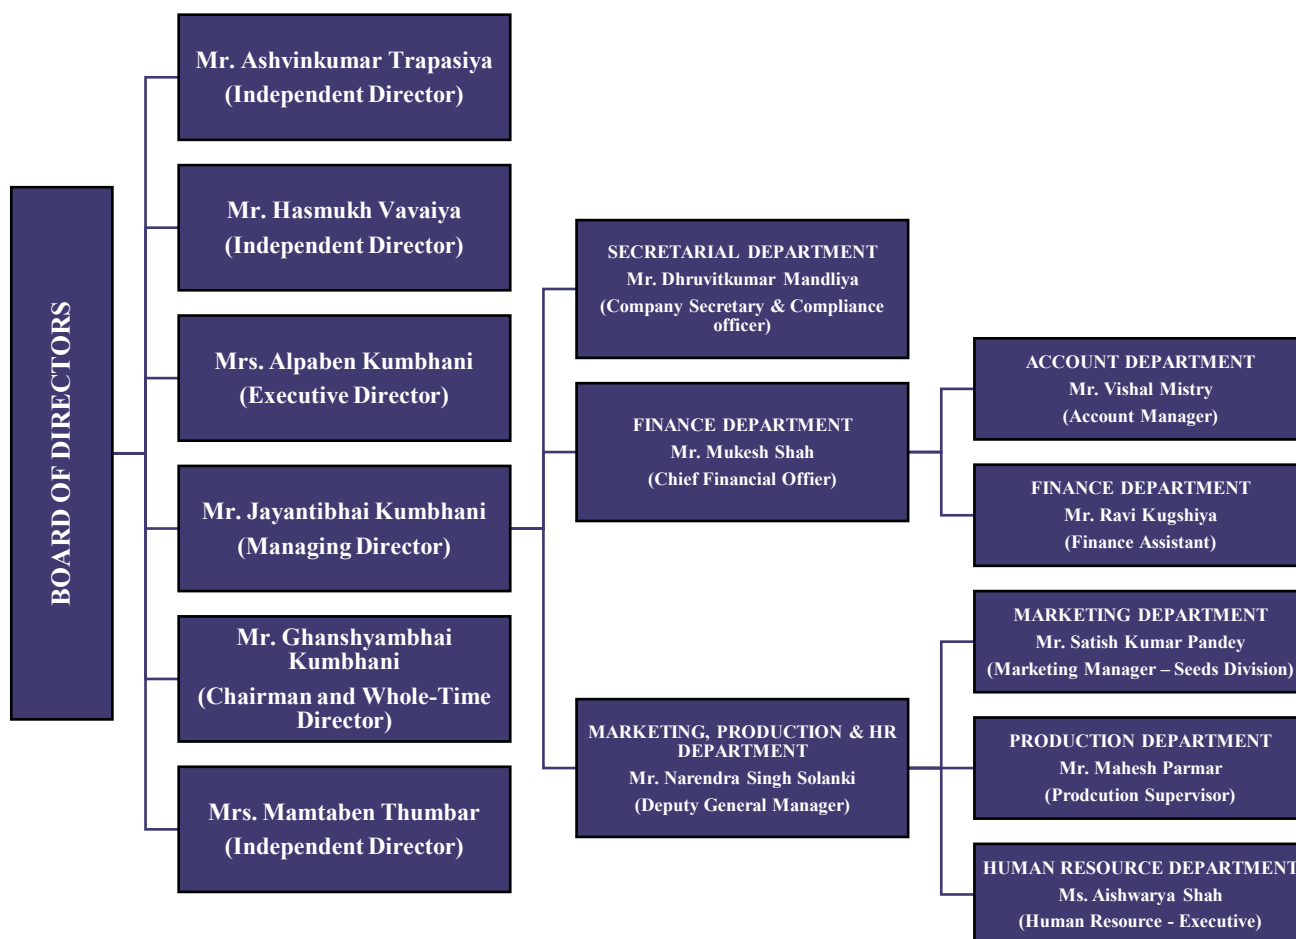 BOARD OF DIRECTORS
Mr. Ashvinkumar Trapasiya
(Independent Director)
Mr. Hasmukh Vavaiya
(Independent Director)
Mrs. Alpaben Kumbhani
(Executive Director)
Mr. Jayantibhai Kumbhani
(Managing Director)
Mr. Ghanshyambhai
Kumbhani
(Chairman and Whole-Time
Director)
Mrs. Mamtaben Thumbar
(Independent Director)
SECRETARIAL DEPARTMENT
Mr. Dhruvitkumar Mandliya
(Company Secretary & Compliance
officer)
FINANCE DEPARTMENT
Mr. Mukesh Shah
(Chief Financial Offier)
MARKETING, PRODUCTION & HR
DEPARTMENT
Mr. Narendra Singh Solanki
(Deputy General Manager)
ACCOUNT DEPARTMENT
Mr. Vishal Mistry
(Account Manager)
FINANCE DEPARTMENT
Mr. Ravi Kugshiya
(Finance Assistant)
MARKETING DEPARTMENT
Mr. Satish Kumar Pandey
(Marketing Manager – Seeds Division)
PRODUCTION DEPARTMENT
Mr. Mahesh Parmar
(Prodcution Supervisor)
HUMAN RESOURCE DEPARTMENT
Ms. Aishwarya Shah
(Human Resource - Executive)